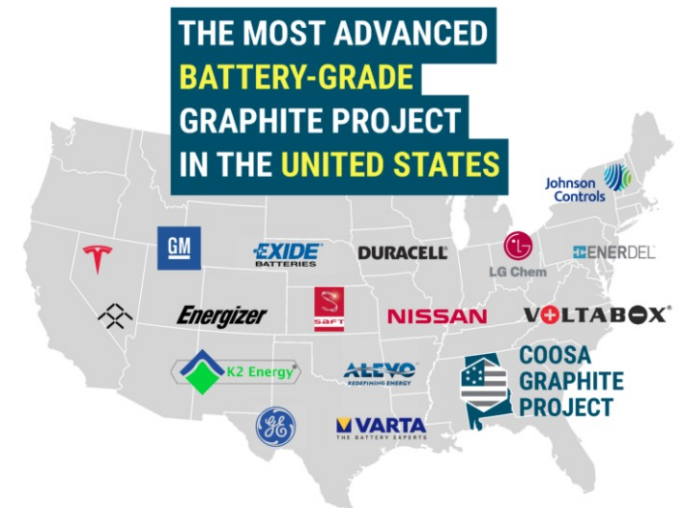 THE MOST ADVANCED
BATTERY-GRADE
GRAPHITE PROJECT
IN THE UNITED STATES
Johnson
Controls
GM
EXIDE
BATTERIES
DURACELL
LG Chem
ENERDEL
Energizer
SAFT
NISSAN
VOLTABOX
K2 Energy
ALEVO
REDEFINING ENERGY
COOSA
GRAPHITE
PROJECT
GE
VARTA
THE BATTERY EXPERTS